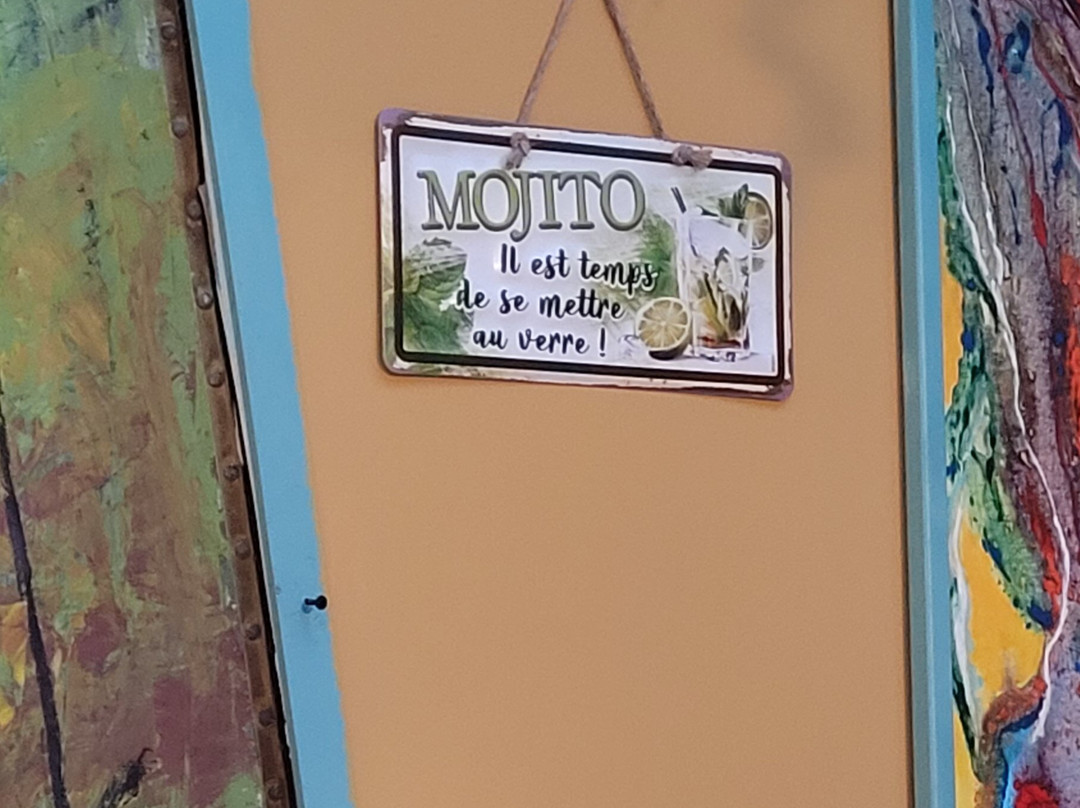 MOJITO
Il est temps
de se mettre
au verre !